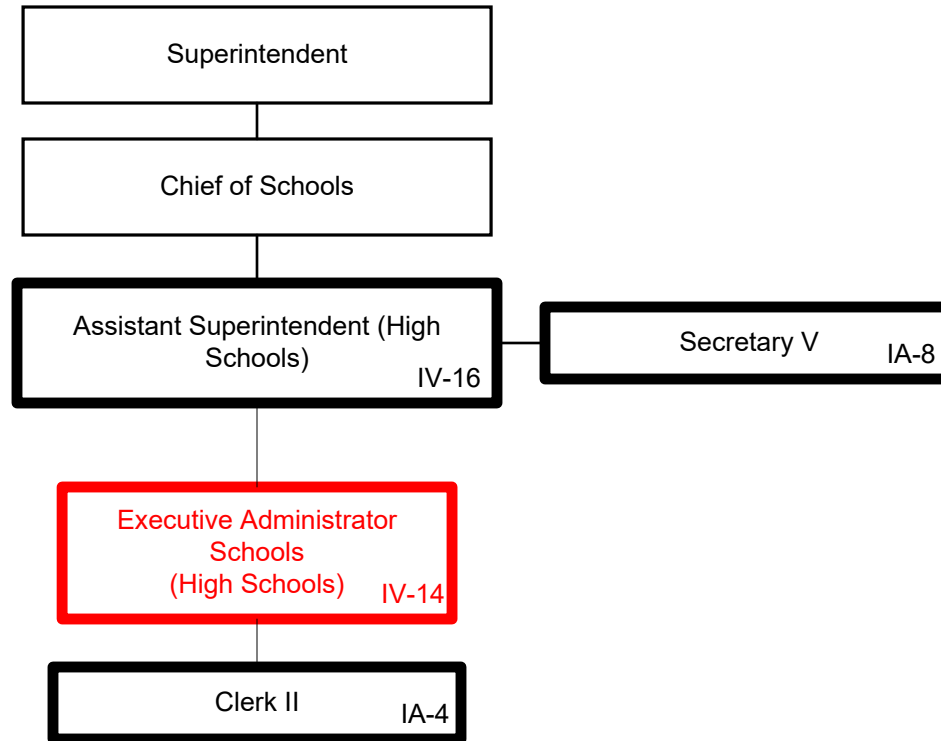 Superintendent
Chief of Schools
Assistant Superintendent (High
Schools)
IV-16
Secretary V
IA-8
Executive Administrator
Schools
(High Schools)
IV-14
Clerk II
IA-4